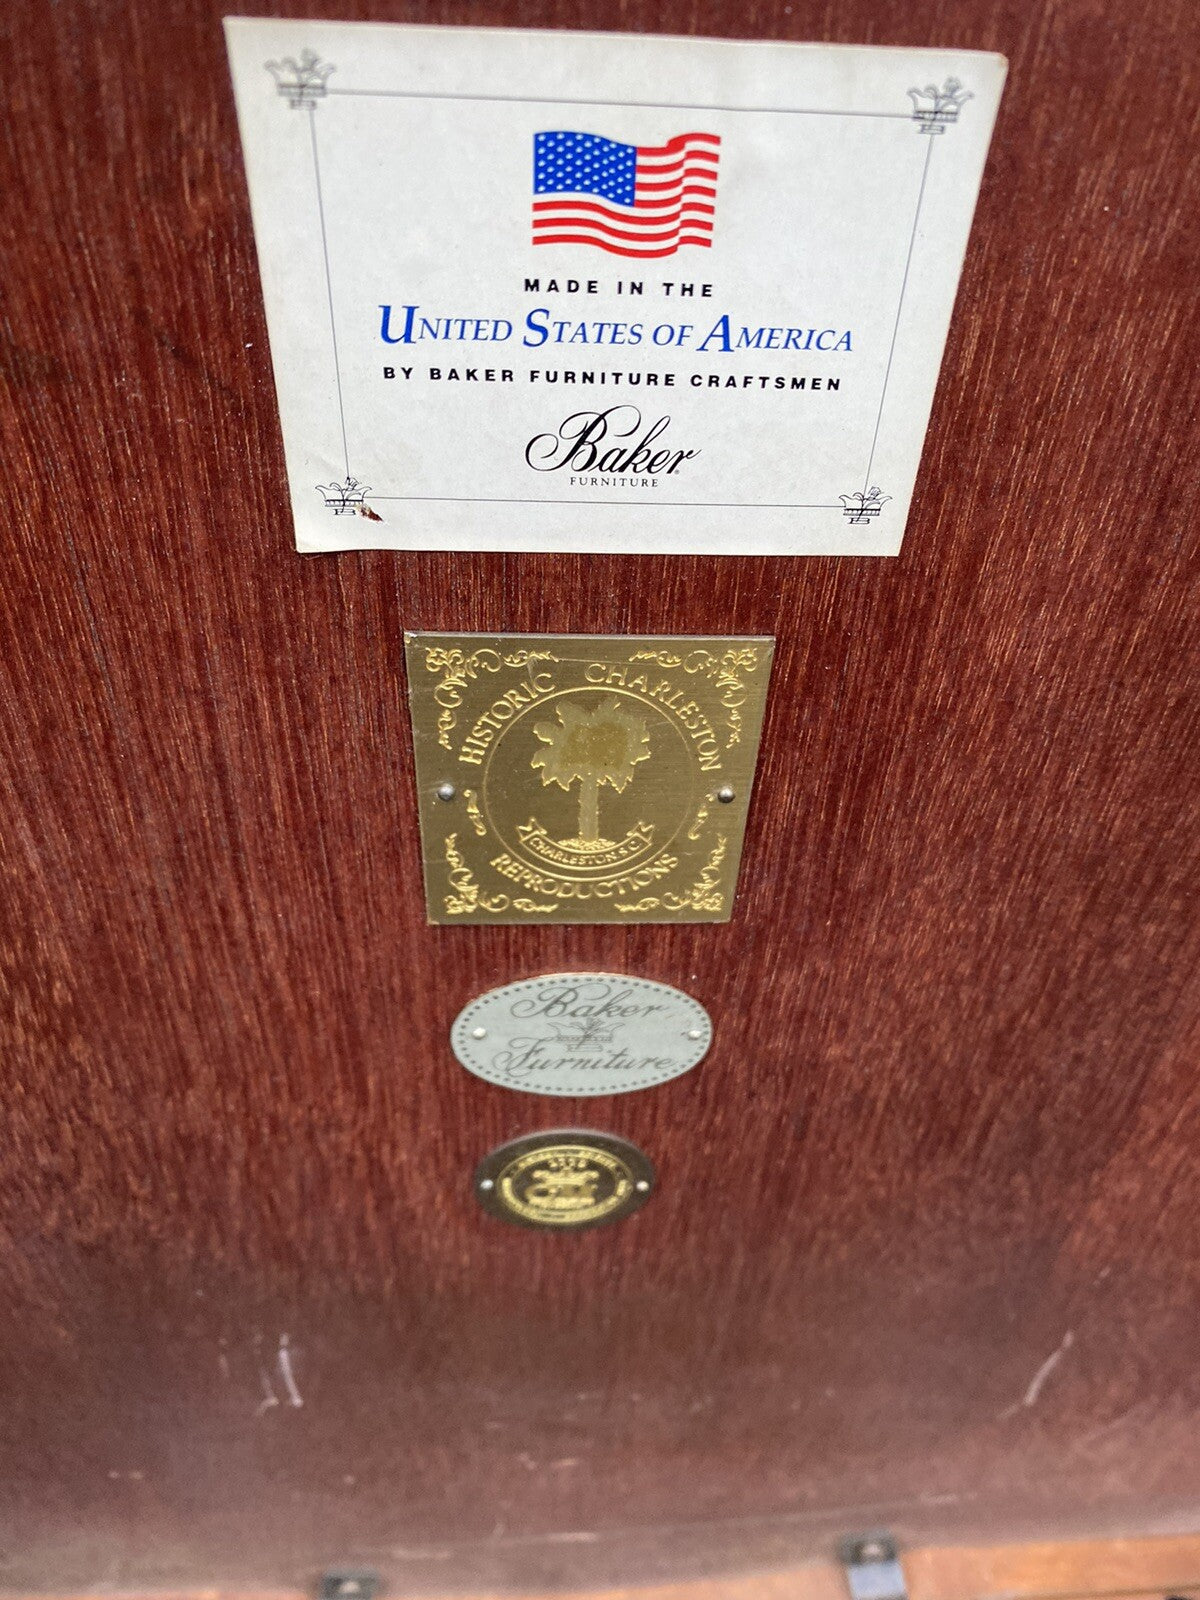 MADE IN THE
UNITED STATES OF AMERICA
BY BAKER FURNITURE CRAFTSMEN
Baker
FURNITURE
HISTORIC CHARLESTON
CHARLESTON S C
REPRODUCTIONS
Baker
Furniture